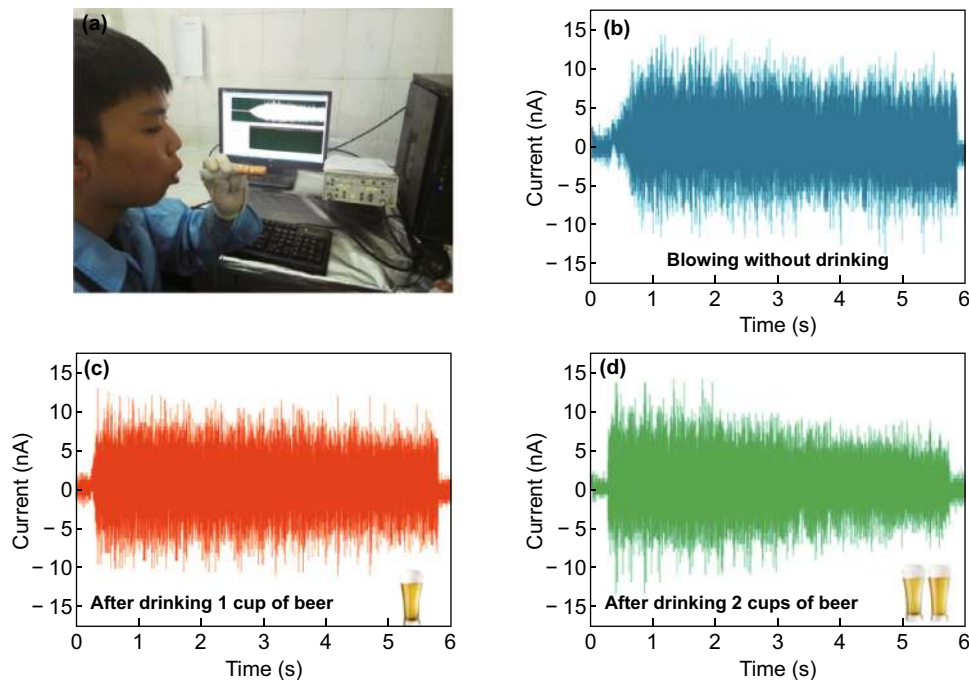 (a)
(b)
15
10
5
0
− 5
− 10
− 15
Current (nA)
Blowing without drinking
0 1 2 3 4 5 6
Time (s)
(c)
15
10
5
0
− 5
− 10
− 15
Current (nA)
After drinking 1 cup of beer
0 1 2 3 4 5 6
Time (s)
(d)
15
10
5
0
− 5
− 10
− 15
Current (nA)
After drinking 2 cups of beer
0 1 2 3 4 5 6
Time (s)